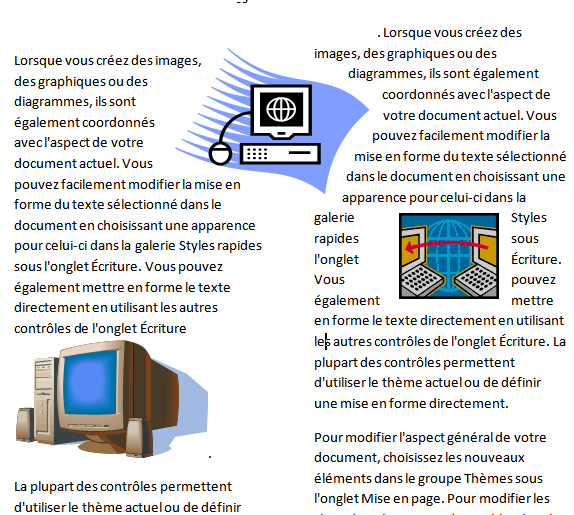 Lorsque vous créez des images,
des graphiques ou des
diagrammes, ils sont
également coordonnés
avec l'aspect de votre
document actuel. Vous
pouvez facilement modifier la mise en
forme du texte sélectionné dans le
document en choisissant une apparence
pour celui-ci dans la galerie Styles rapides
sous l'onglet Écriture. Vous pouvez
également mettre en forme le texte
directement en utilisant les autres
contrôles de l'onglet Écriture
.
La plupart des contrôles permettent
d'utiliser le thème actuel ou de définir
. Lorsque vous créez des
images, des graphiques ou des
diagrammes, ils sont également
coordonnés avec l'aspect de
votre document actuel. Vous
pouvez facilement modifier la
mise en forme du texte sélectionné
dans le document en choisissant une
apparence pour celui-ci dans la
galerie Styles
rapides sous
l'onglet Écriture.
Vous pouvez
également mettre
en forme le texte directement en utilisant
les autres contrôles de l'onglet Écriture. La
plupart des contrôles permettent
d'utiliser le thème actuel ou de définir
une mise en forme directement.
Pour modifier l'aspect général de votre
document, choisissez les nouveaux
éléments dans le groupe Thèmes sous
l'onglet Mise en page. Pour modifier les